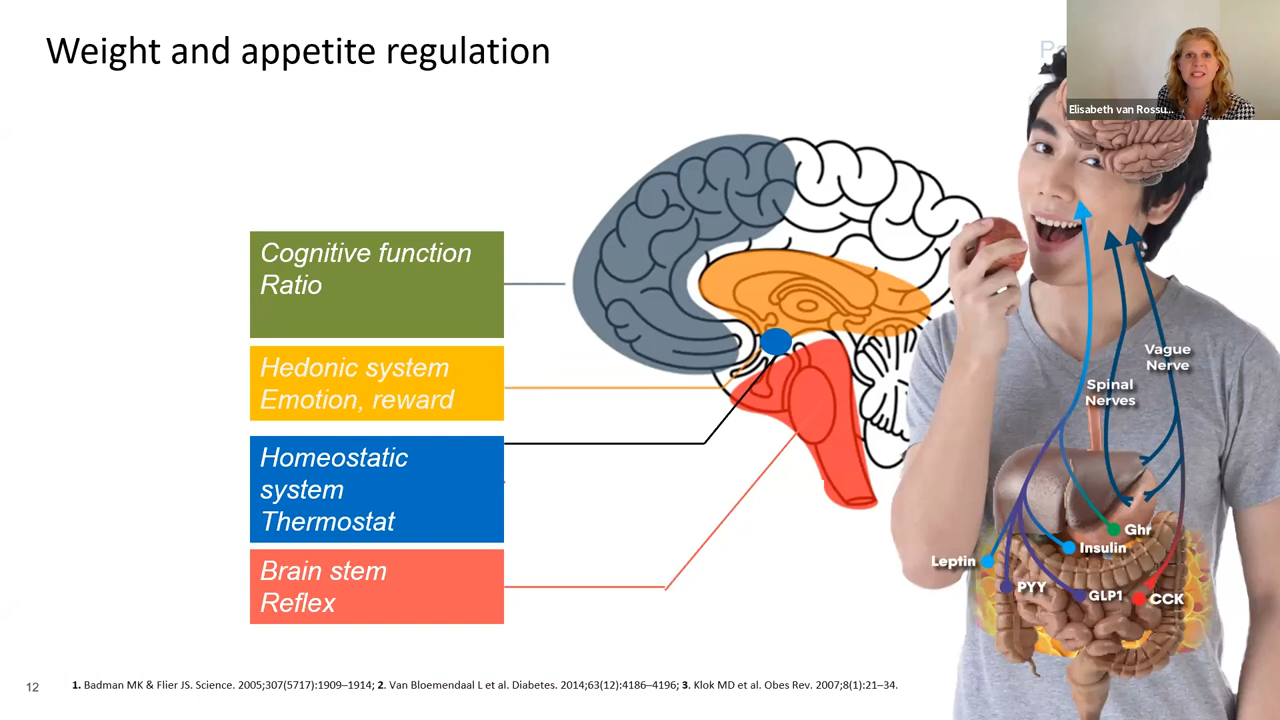 Weight and appetite regulation
Elisabeth van Rossu...
Cognitive function
Ratio
Hedonic system
Emotion, reward
Homeostatic
system
Thermostat
Brain stem
Reflex
Vague
Nerve
Spinal
Nerves
Ghr
Insulin
Leptin
PYY
GLP1
CCK
12
1. Badman MK & Flier JS. Science. 2005;307(5717):1909–1914; 2. Van Bloemendaal L et al. Diabetes. 2014;63(12):4186–4196; 3. Klok MD et al. Obes Rev. 2007;8(1):21–34.